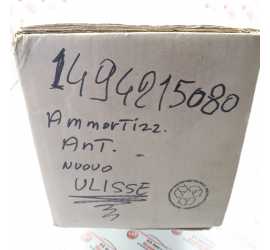 1494215080
Ammortizz.
Ant.
NUOVO
ULISSE